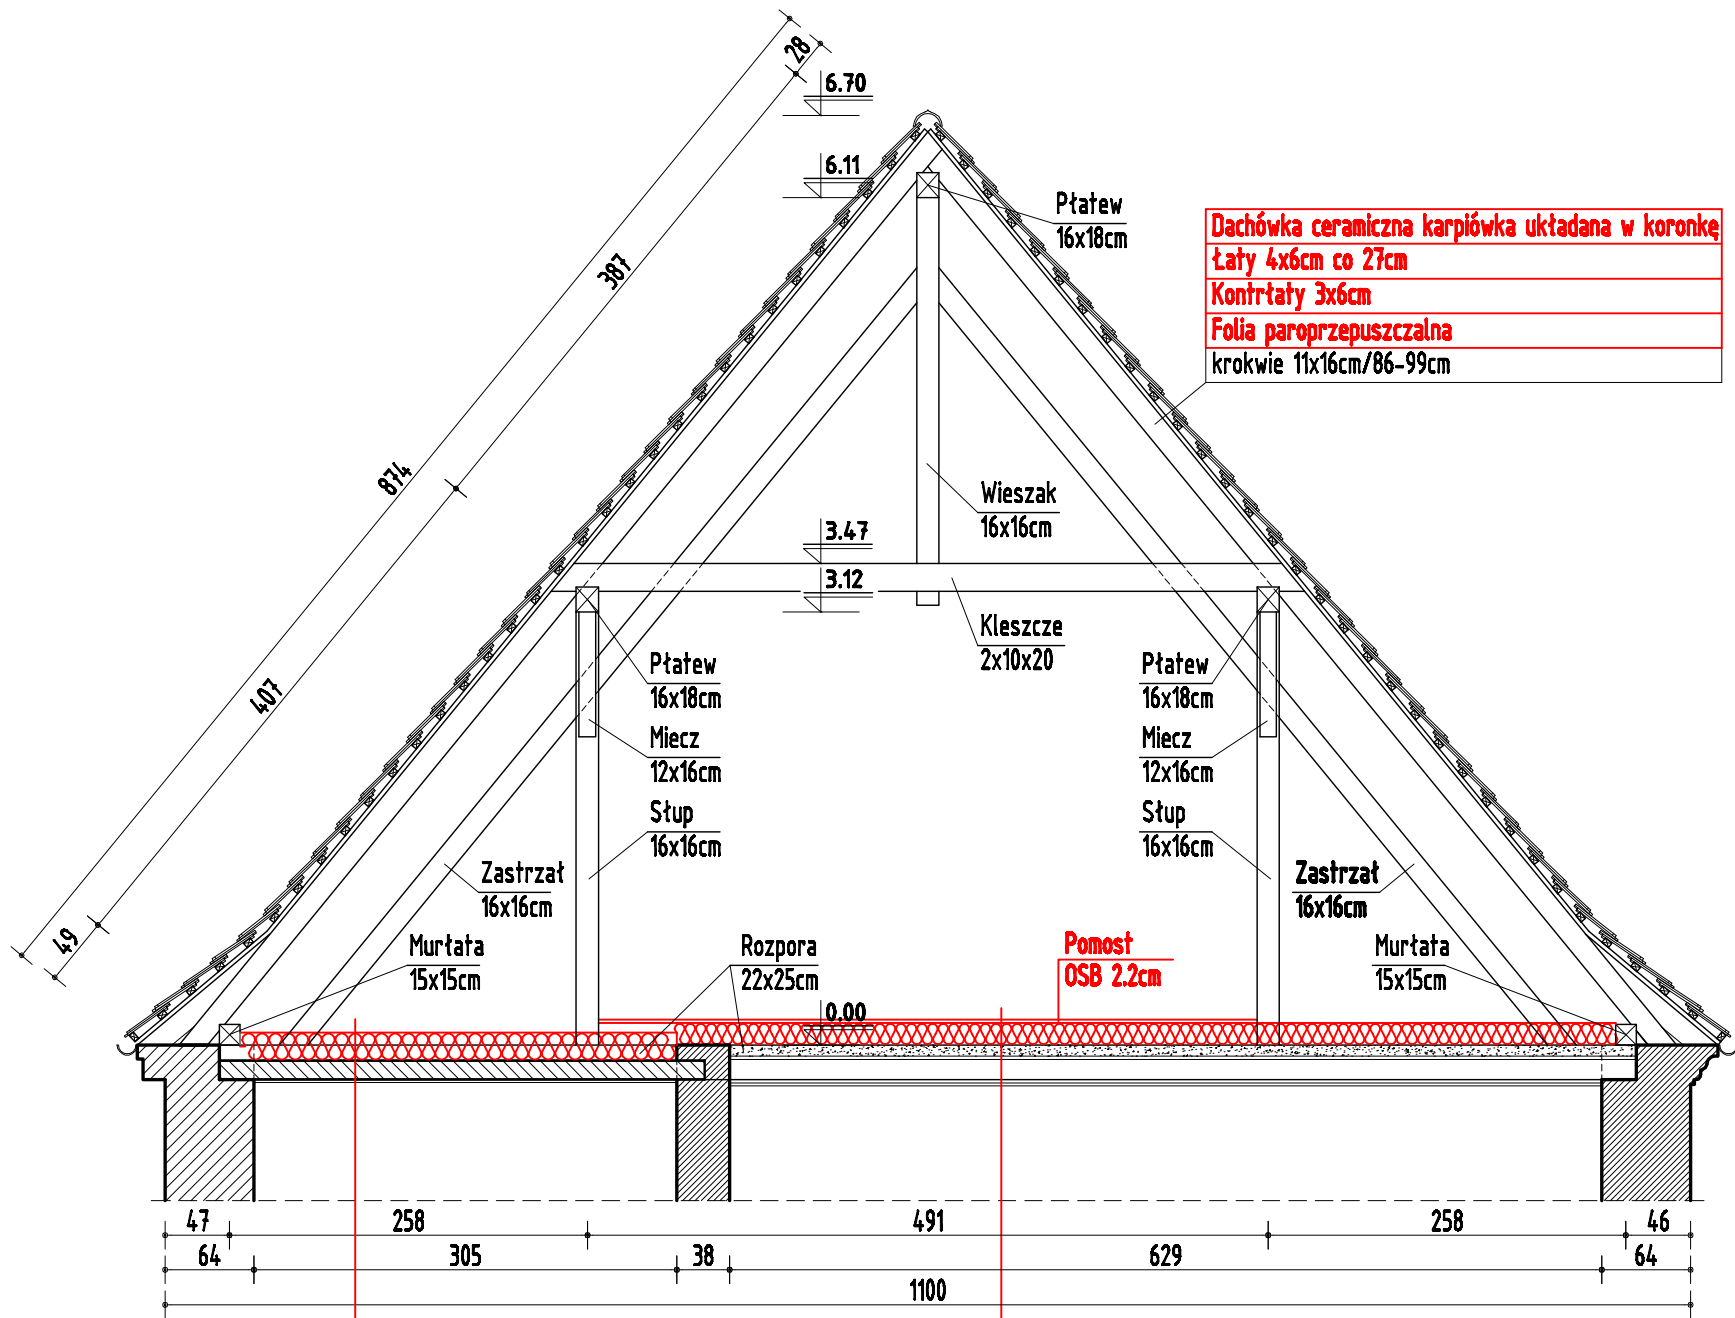 28
6.70
6.11
Płatew
16x18cm
Dachówka ceramiczna karpiówka układana w koronkę
Łaty 4x6cm co 27cm
Kontrłaty 3x6cm
Folia paroprzepuszczalna
krokwie 11x16cm/86-99cm
387
874
Wieszak
16x16cm
3.47
3.12
Kleszcze
2x10x20
Płatew
16x18cm
Miecz
12x16cm
Słup
16x16cm
Płatew
16x18cm
Miecz
12x16cm
Słup
16x16cm
407
Zastrzał
16x16cm
Zastrzał
16x16cm
49
Murłata
15x15cm
Rozpora
22x25cm
Pomost
OSB 2.2cm
Murłata
15x15cm
0.00
47 258 491 258 46
64 305 38 629 64
1100